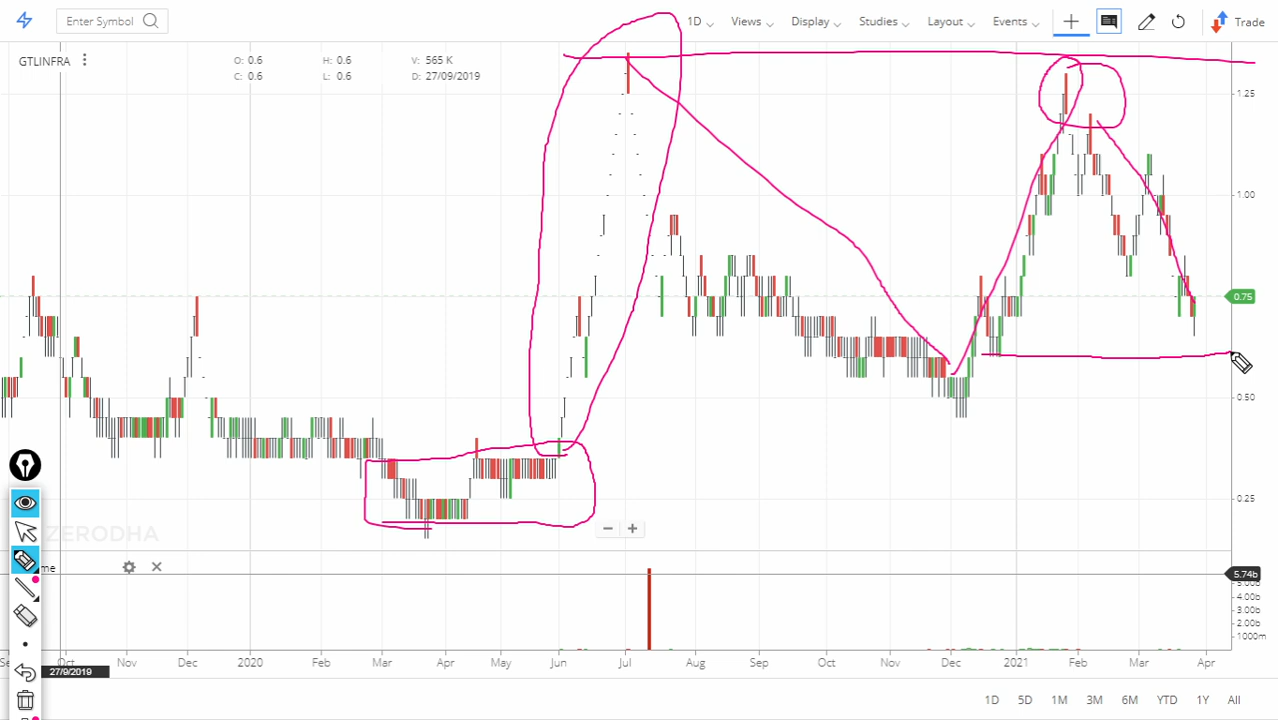 Enter Symbol 1D Views Display Studies Layout Events Trade
GTLINFRA O: 0.6 H: 0.6 V: 565 K
C: 0.6 L: 0.6 D: 27/09/2019
1.25
1.00
0.75
0.50
0.25
ZERODHA
me
5.74b
5.00b
4.00b
3.00b
2.00b
1000m
Oct Nov Dec 2020 Feb Mar Apr May Jun Jul Aug Sep Oct Nov Dec 2021 Feb Mar Apr
27/9/2019
1D 5D 1M 3M 6M YTD 1Y All